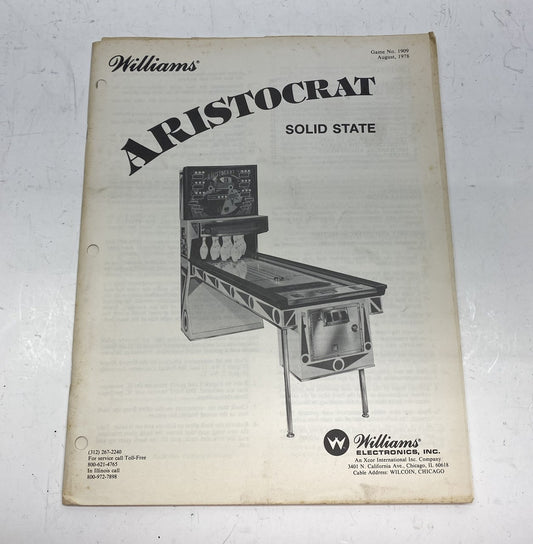 Williams®
Game No. 1909
August, 1978
ARISTOCRAT
SOLID STATE
(312) 267-2240
For service call Toll-Free
800-621-4765
In Illinois call
800-972-7898
W Williams®
ELECTRONICS, INC.
An Xcor International Inc. Company
3401 N. California Ave., Chicago, IL 60618
Cable Address: WILCOIN, CHICAGO